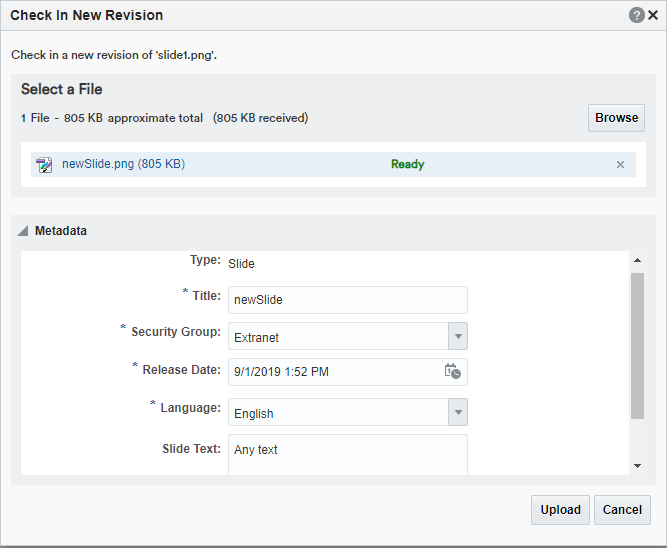 Check In New Revision
Check in a new revision of 'slide1.png'.
Select a File
1 File - 805 KB approximate total (805 KB received)
Browse
newSlide.png (805 KB) Ready
Metadata
Type: Slide
* Title: newSlide
* Security Group: Extranet
* Release Date: 9/1/2019 1:52 PM
* Language: English
Slide Text: Any text
Upload Cancel